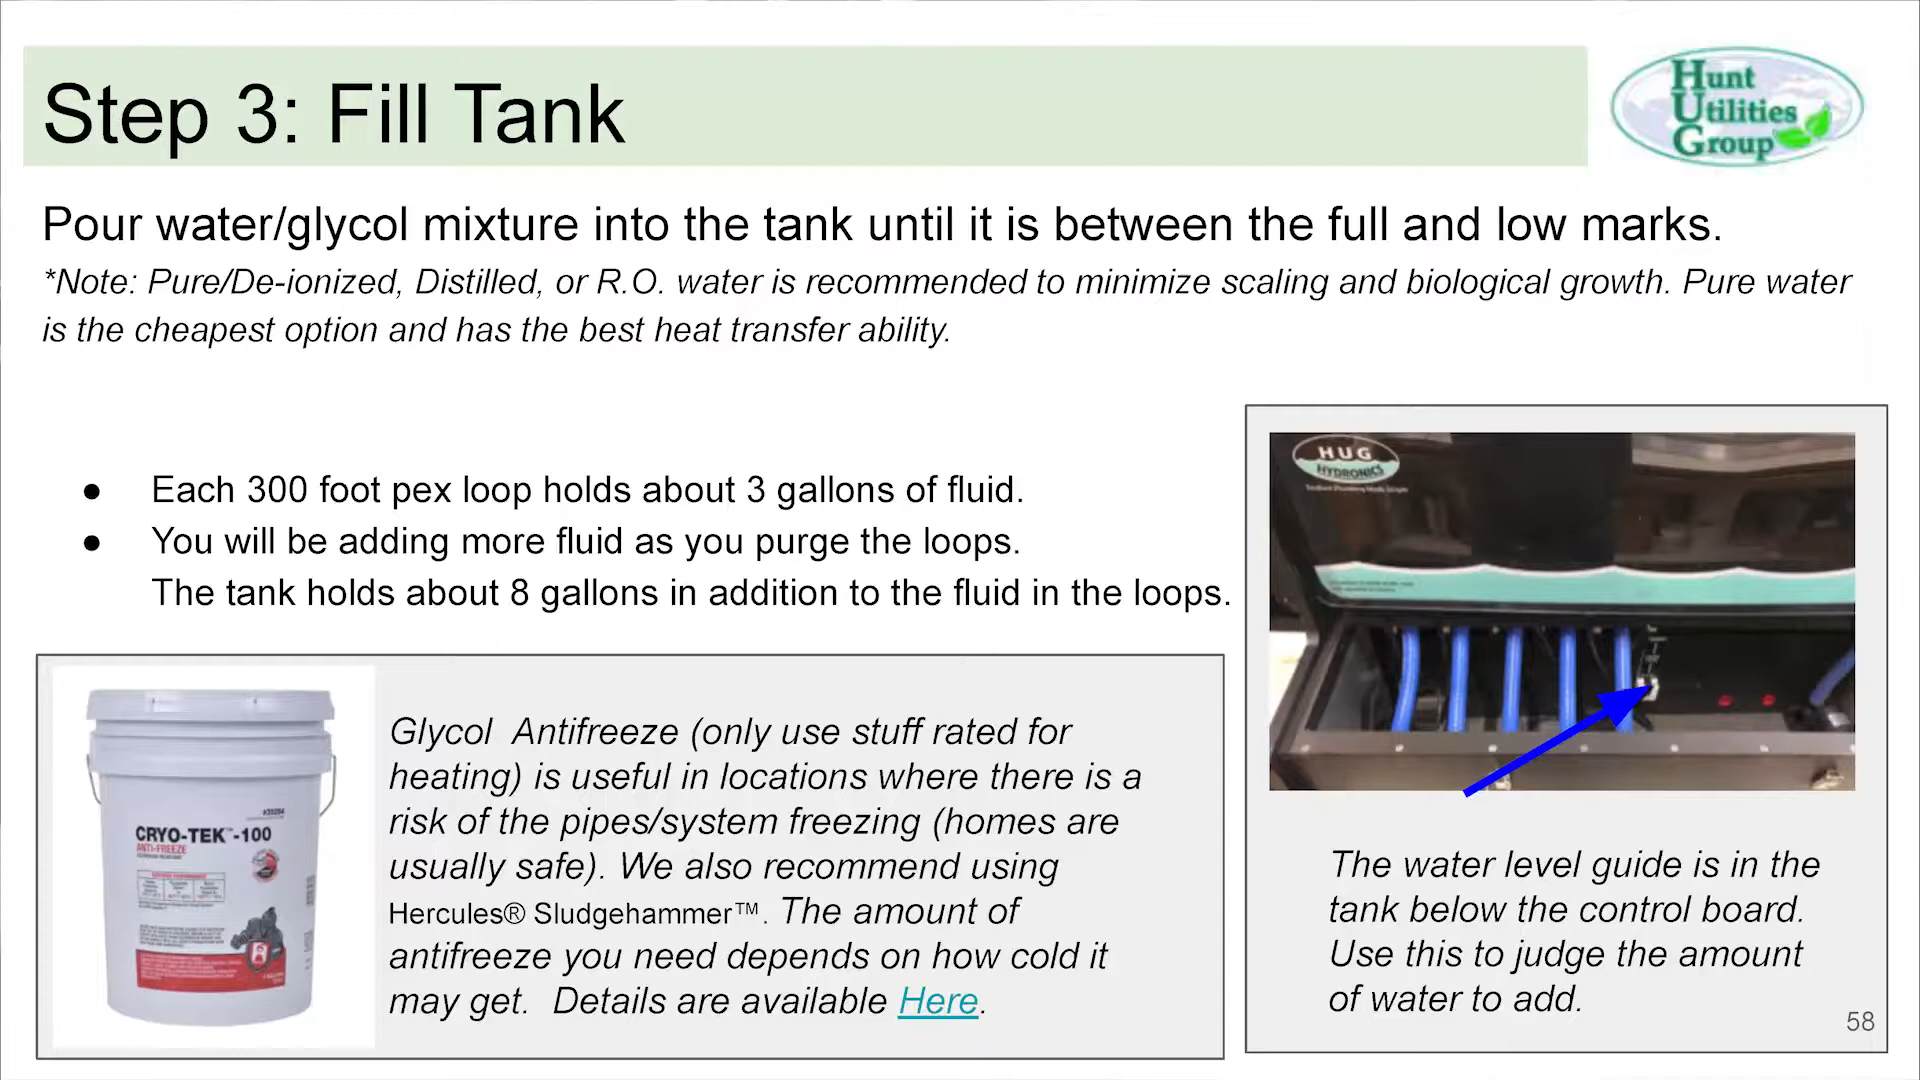 Step 3: Fill Tank
Hunt
Utilities
Group
Pour water/glycol mixture into the tank until it is between the full and low marks.
*Note: Pure/De-ionized, Distilled, or R.O. water is recommended to minimize scaling and biological growth. Pure water
is the cheapest option and has the best heat transfer ability.
● Each 300 foot pex loop holds about 3 gallons of fluid.
● You will be adding more fluid as you purge the loops.
The tank holds about 8 gallons in addition to the fluid in the loops.
CRYO-TEK™-100
ANTI-FREEZE
Glycol  Antifreeze (only use stuff rated for
heating) is useful in locations where there is a
risk of the pipes/system freezing (homes are
usually safe). We also recommend using
Hercules® Sludgehammer™. The amount of
antifreeze you need depends on how cold it
may get.  Details are available Here.
HUG
HYDRONICS
The water level guide is in the
tank below the control board.
Use this to judge the amount
of water to add.
58